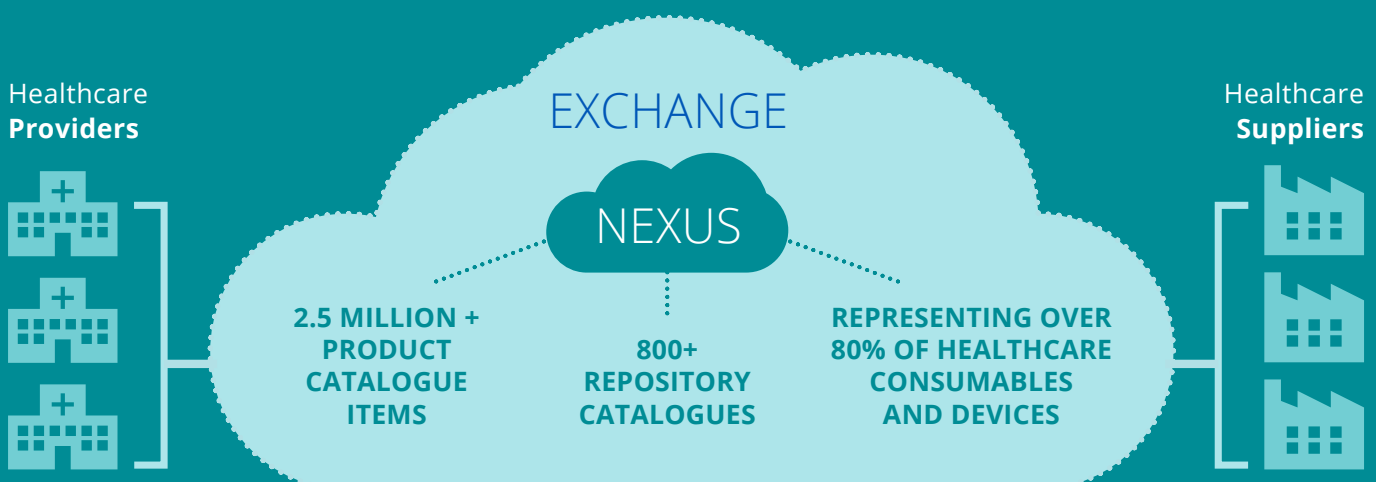 Healthcare
Providers
EXCHANGE
NEXUS
2.5 MILLION +
PRODUCT
CATALOGUE
ITEMS
800+
REPOSITORY
CATALOGUES
REPRESENTING OVER
80% OF HEALTHCARE
CONSUMABLES
AND DEVICES
Healthcare
Suppliers